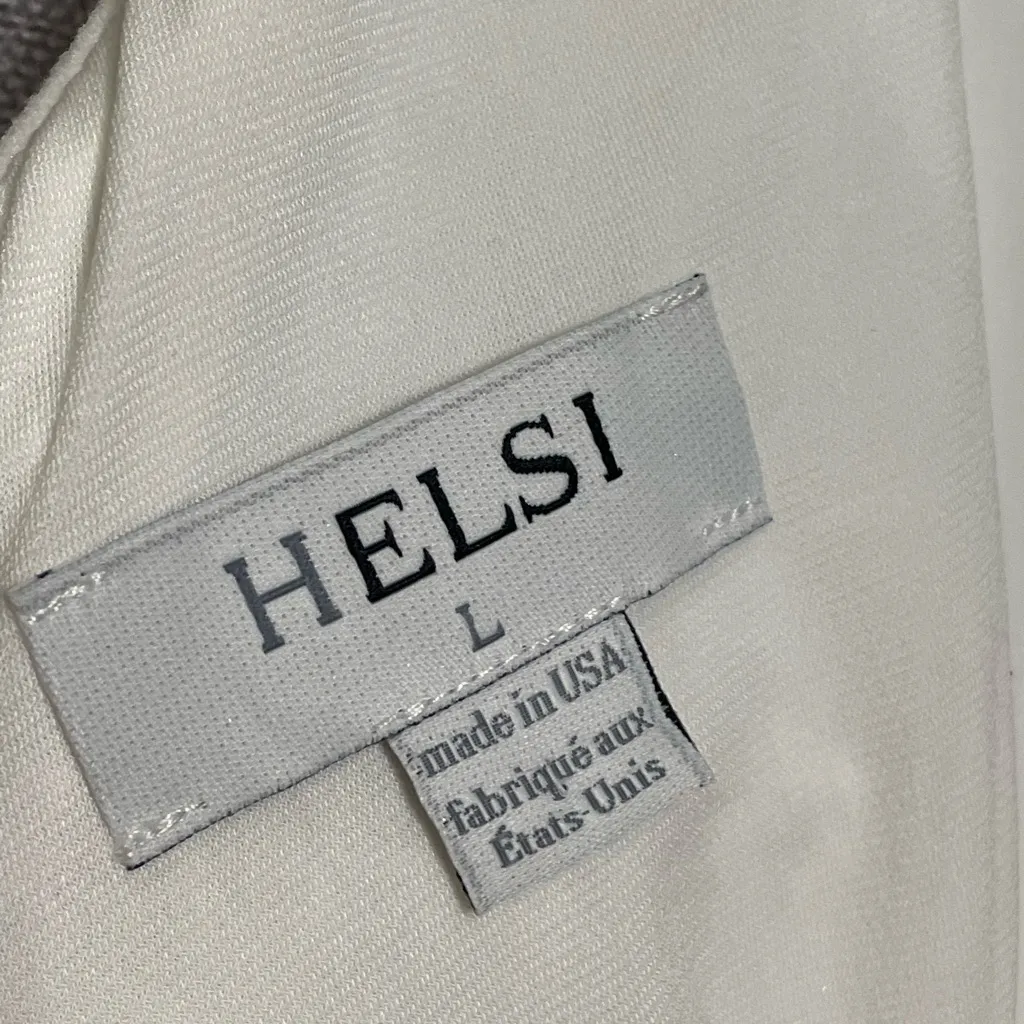 HELSI
L
made in USA
fabriqué aux
États-Unis